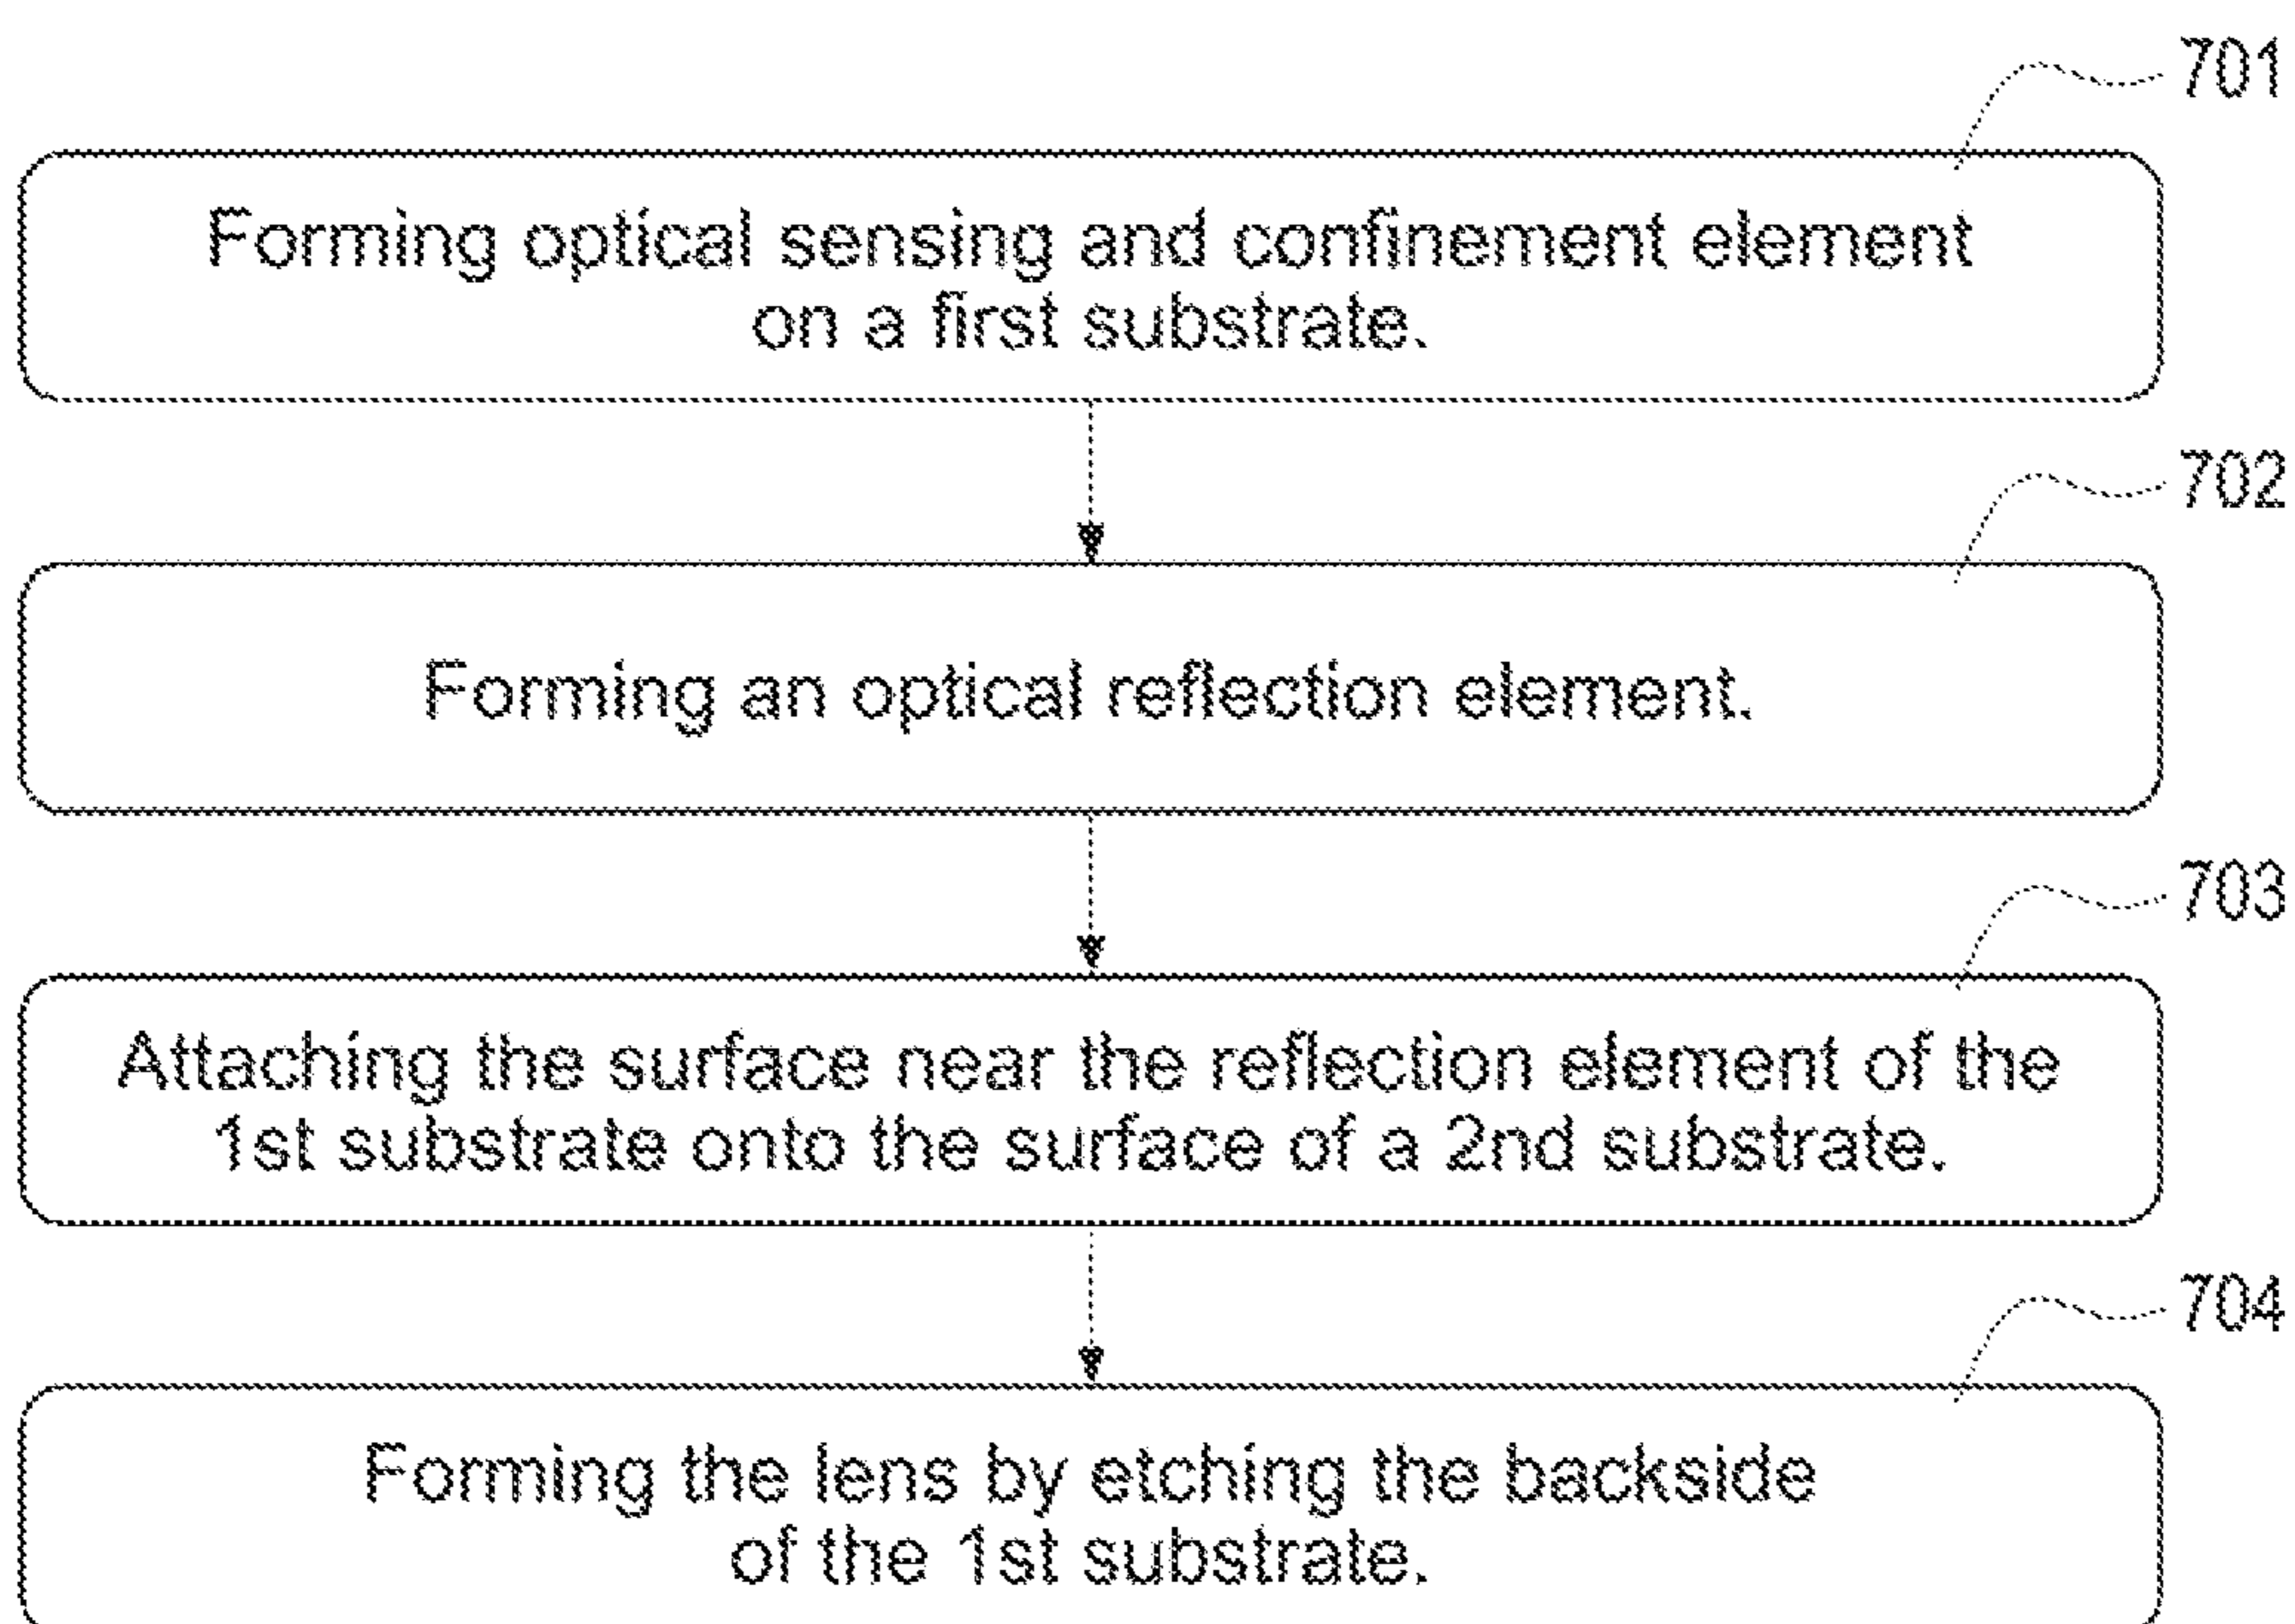 701
Forming optical sensing and confinement element
on a first substrate.
702
Forming an optical reflection element.
703
Attaching the surface near the reflection element of the
1st substrate onto the surface of a 2nd substrate.
704
Forming the lens by etching the backside
of the 1st substrate.